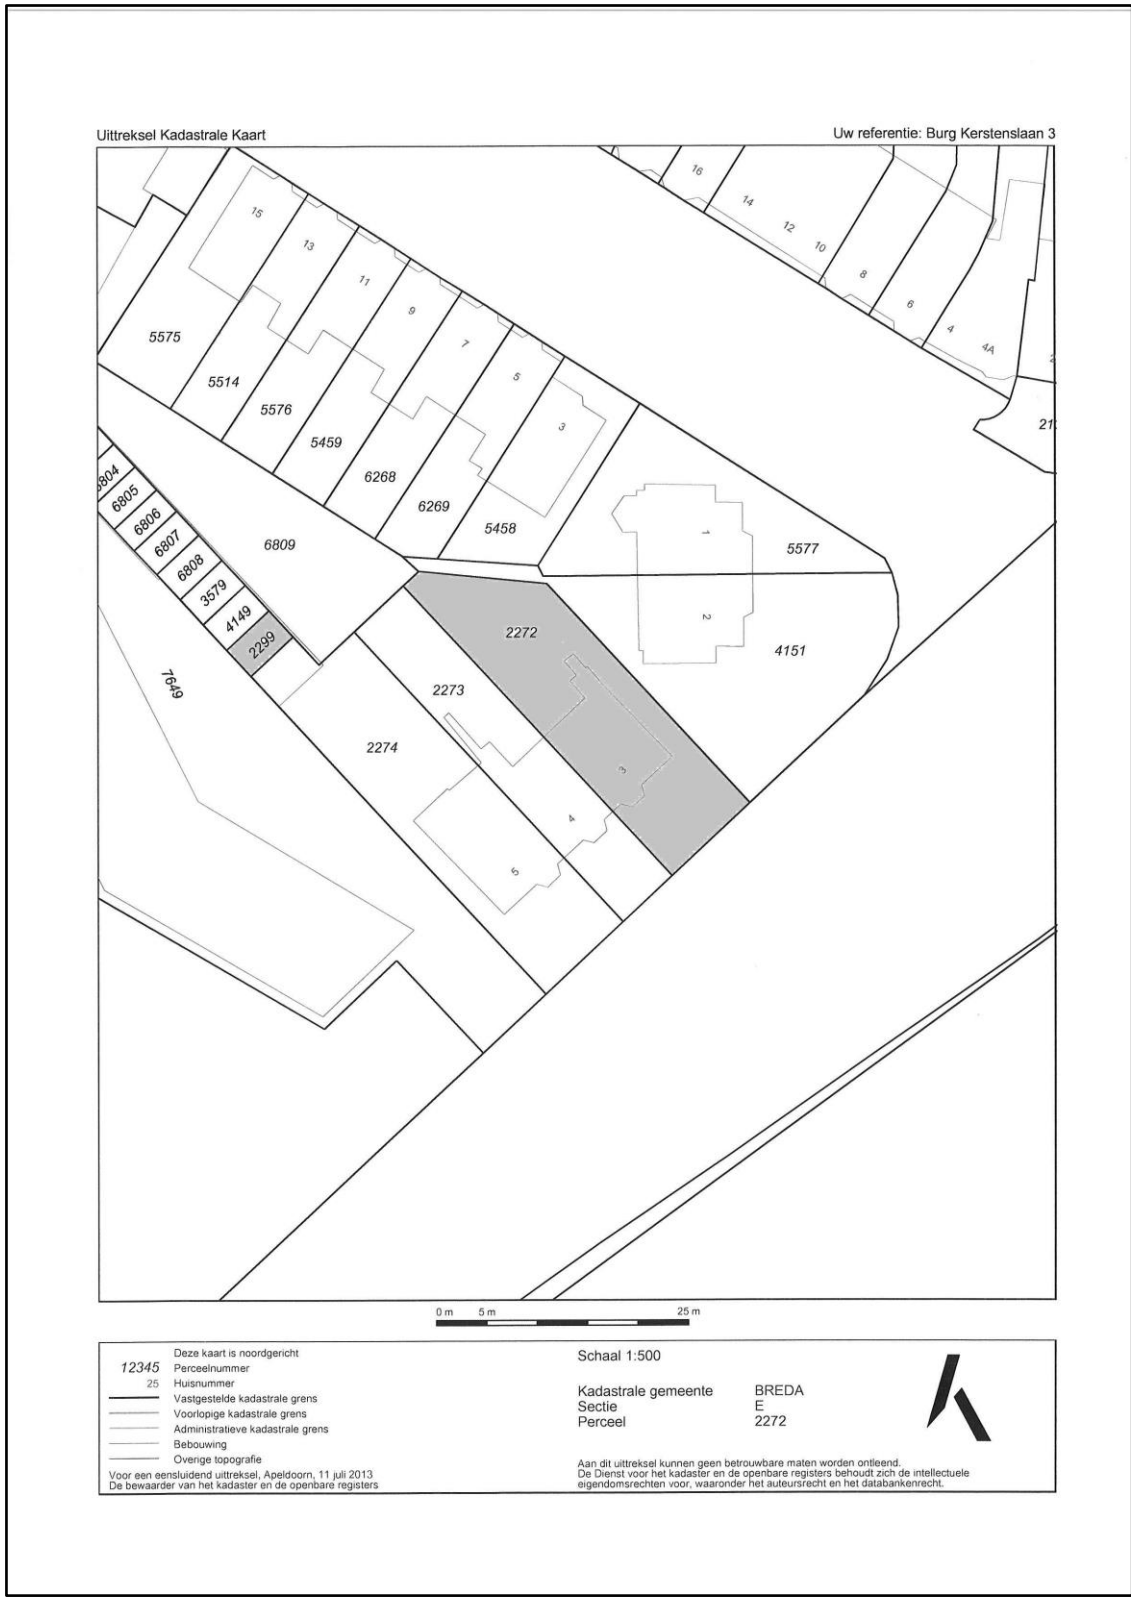 Uittreksel Kadastrale Kaart
Uw referentie: Burg Kerstenslaan 3
16
14
12
10
8
6
4
4A
15
13
11
9
7
5
3
5575
5514
5576
5459
6268
6269
5458
5577
1
2
4151
6805
6806
6807
6808
3579
4149
2299
6809
7649
2272
2273
2274
3
4
5
0 m 5 m 25 m
Deze kaart is noordgericht
12345 Perceelnummer
25 Huisnummer
Vastgestelde kadastrale grens
Voorlopige kadastrale grens
Administratieve kadastrale grens
Bebouwing
Overige topografie
Voor een eensluidend uittreksel, Apeldoorn, 11 juli 2013
De bewaarder van het kadaster en de openbare registers
Schaal 1:500
Kadastrale gemeente BREDA
Sectie E
Perceel 2272
Aan dit uittreksel kunnen geen betrouwbare maten worden ontleend.
De Dienst voor het kadaster en de openbare registers behoudt zich de intellectuele
eigendomsrechten voor, waaronder het auteursrecht en het databankenrecht.